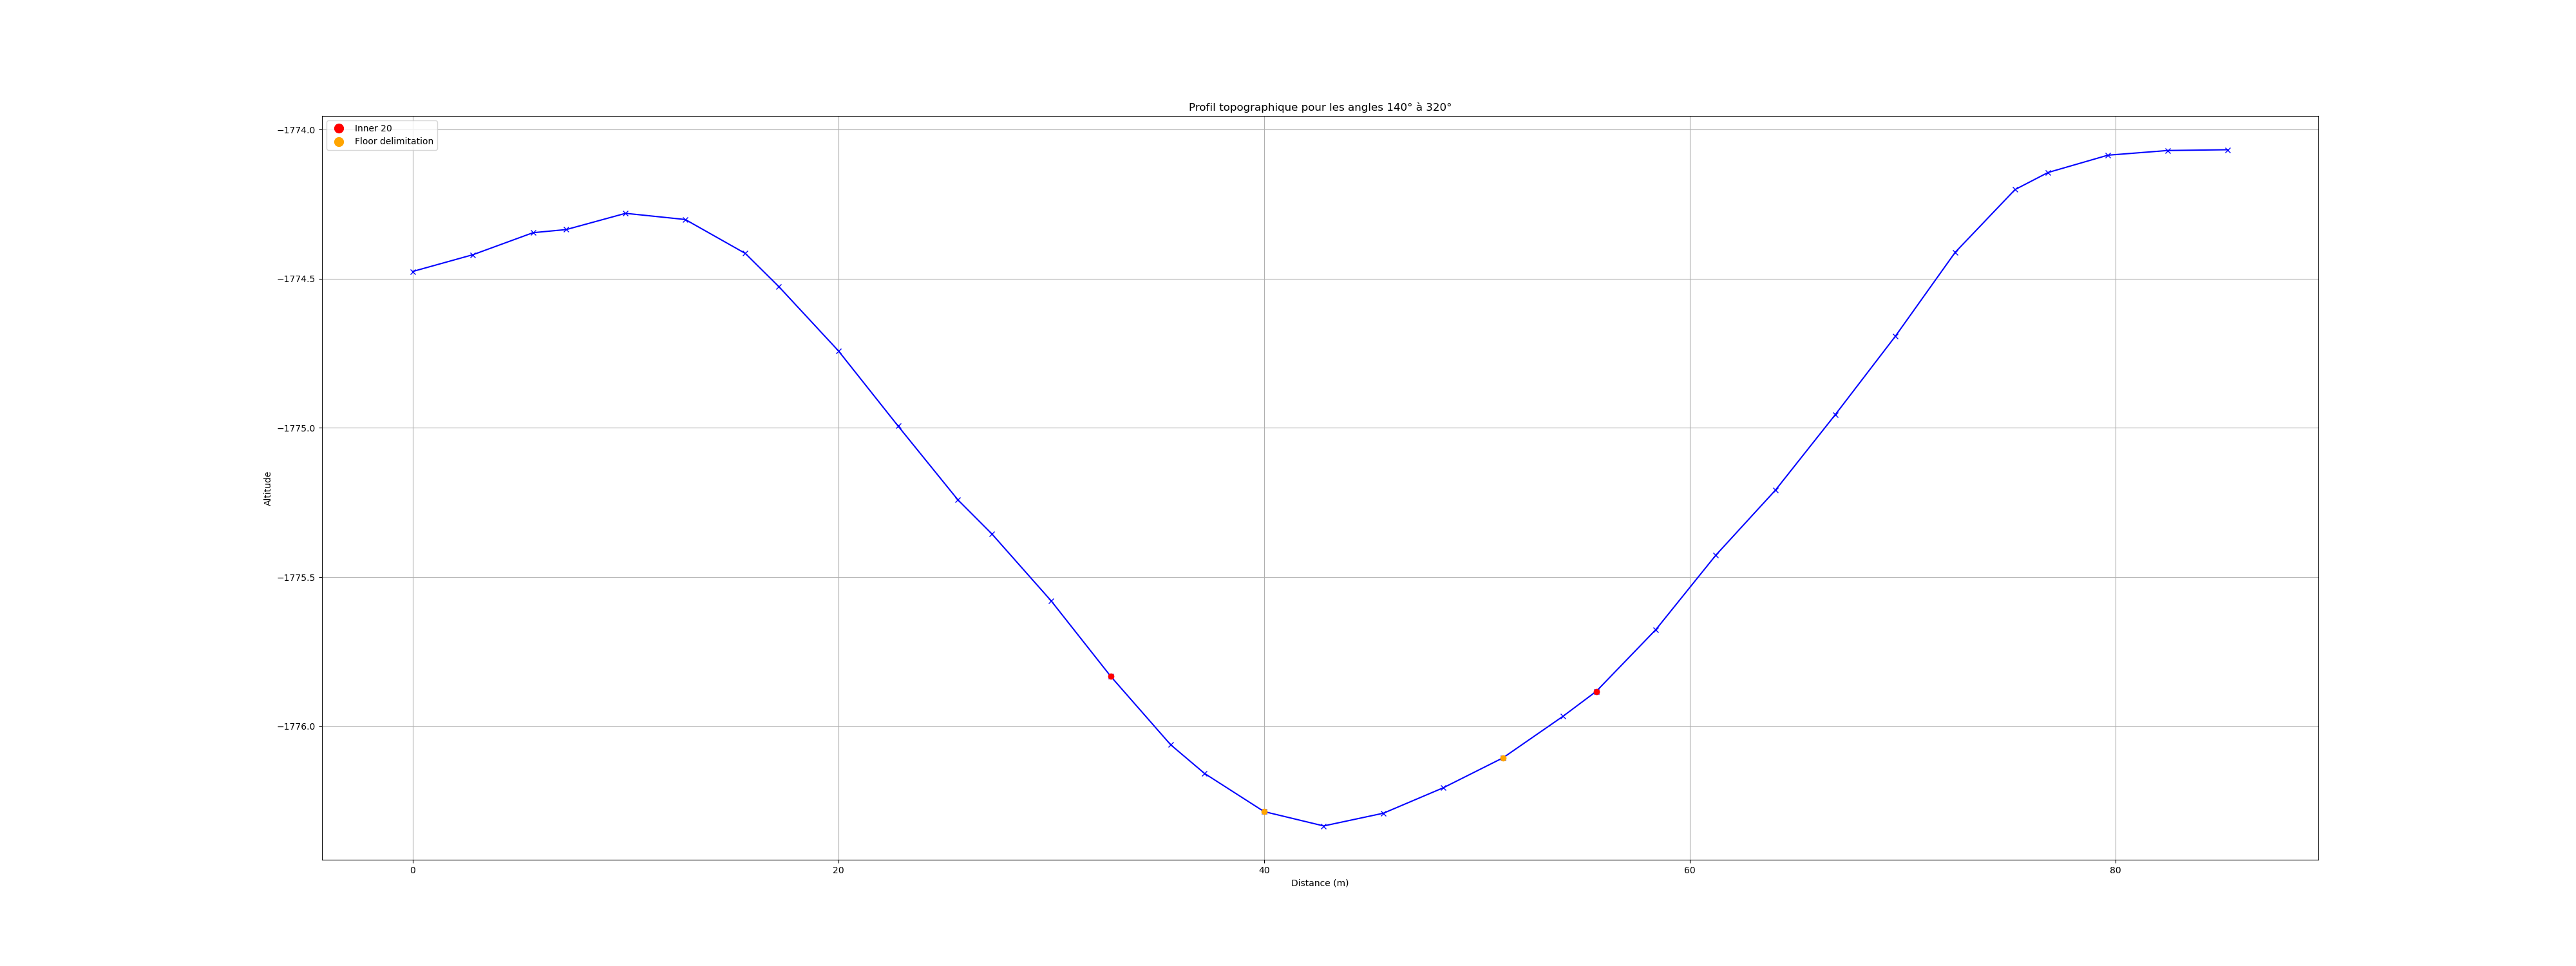 Profil topographique pour les angles 140° à 320°
Inner 20
Floor delimitation
−1774.0
−1774.5
−1775.0
−1775.5
−1776.0
Altitude
0 20 40 60 80
Distance (m)